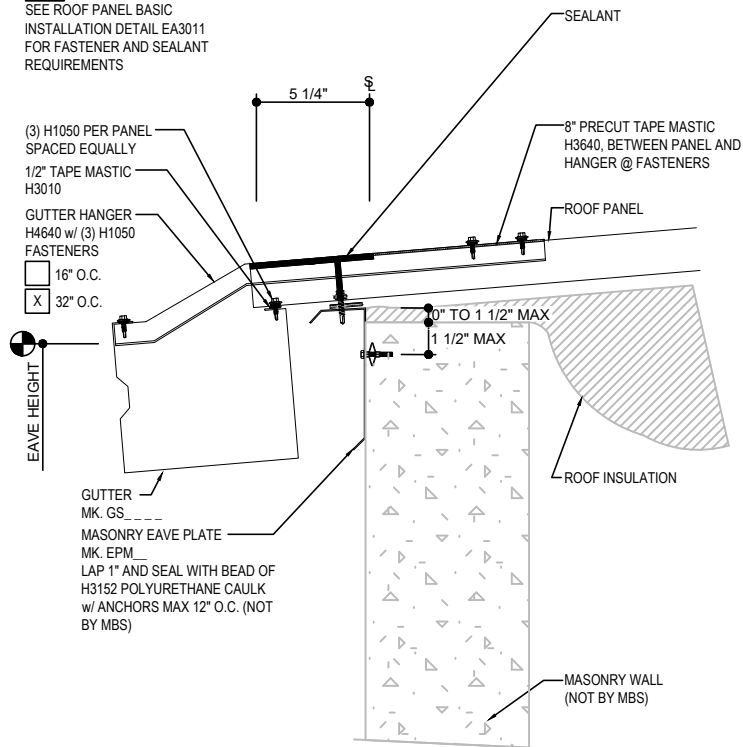 SEE ROOF PANEL BASIC
INSTALLATION DETAIL EA3011
FOR FASTENER AND SEALANT
REQUIREMENTS
SEALANT
5 1/4"
(3) H1050 PER PANEL
SPACED EQUALLY
1/2" TAPE MASTIC
H3010
GUTTER HANGER
H4640 w/ (3) H1050
FASTENERS
16" O.C.
X 32" O.C.
8" PRECUT TAPE MASTIC
H3640, BETWEEN PANEL AND
HANGER @ FASTENERS
ROOF PANEL
0" TO 1 1/2" MAX
1 1/2" MAX
EAVE HEIGHT
ROOF INSULATION
GUTTER
MK. GS_ _ _ _
MASONRY EAVE PLATE
MK. EPM__
LAP 1" AND SEAL WITH BEAD OF
H3152 POLYURETHANE CAULK
w/ ANCHORS MAX 12" O.C. (NOT
BY MBS)
MASONRY WALL
(NOT BY MBS)